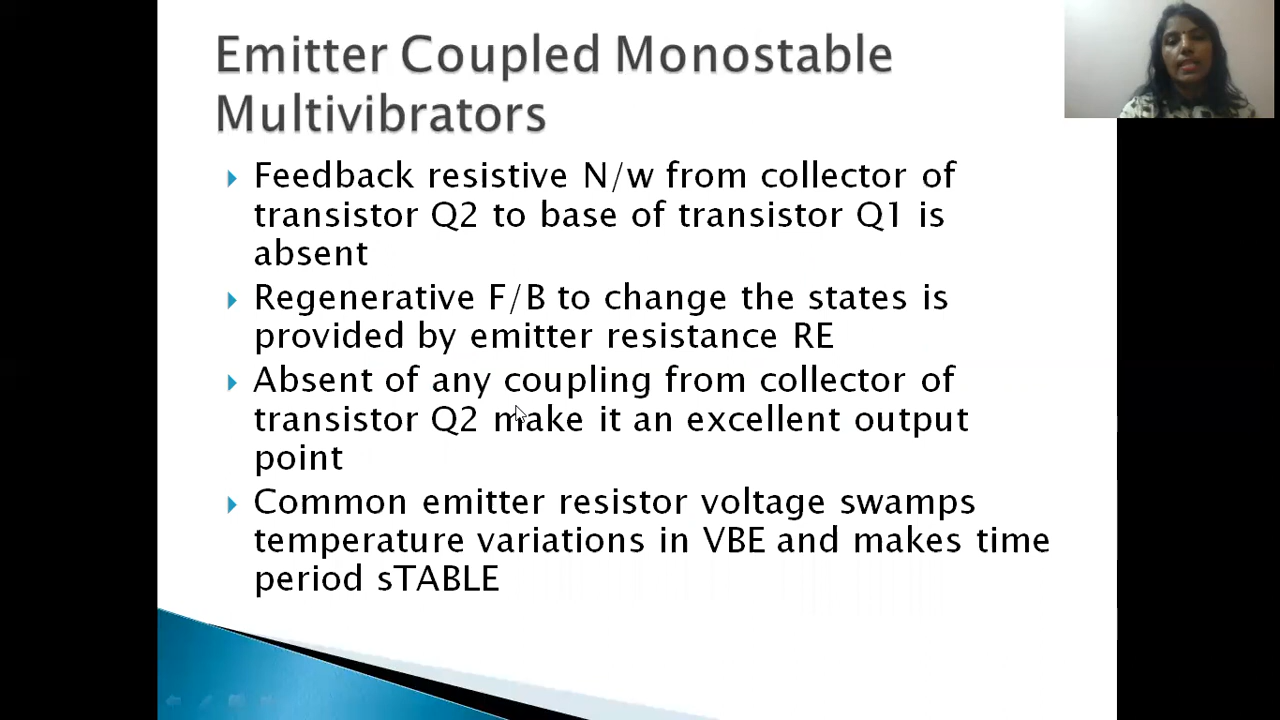 Emitter Coupled Monostable
Multivibrators
Feedback resistive N/w from collector of
transistor Q2 to base of transistor Q1 is
absent
Regenerative F/B to change the states is
provided by emitter resistance RE
Absent of any coupling from collector of
transistor Q2 make it an excellent output
point
Common emitter resistor voltage swamps
temperature variations in VBE and makes time
period sTABLE